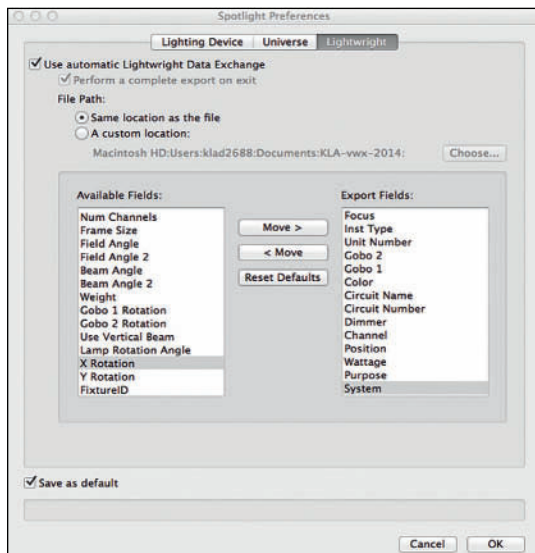 Spotlight Preferences
Lighting Device Universe Lightwright
Use automatic Lightwright Data Exchange
Perform a complete export on exit
File Path:
Same location as the file
A custom location:
Macintosh HD:Users:klad2688:Documents:KLA-vwx-2014: Choose...
Available Fields:
Num Channels
Frame Size
Field Angle
Field Angle 2
Beam Angle
Beam Angle 2
Weight
Gobo 1 Rotation
Gobo 2 Rotation
Use Vertical Beam
Lamp Rotation Angle
X Rotation
Y Rotation
FixtureID
Move >
< Move
Reset Defaults
Export Fields:
Focus
Inst Type
Unit Number
Gobo 2
Gobo 1
Color
Circuit Name
Circuit Number
Dimmer
Channel
Position
Wattage
Purpose
System
Save as default
Cancel OK